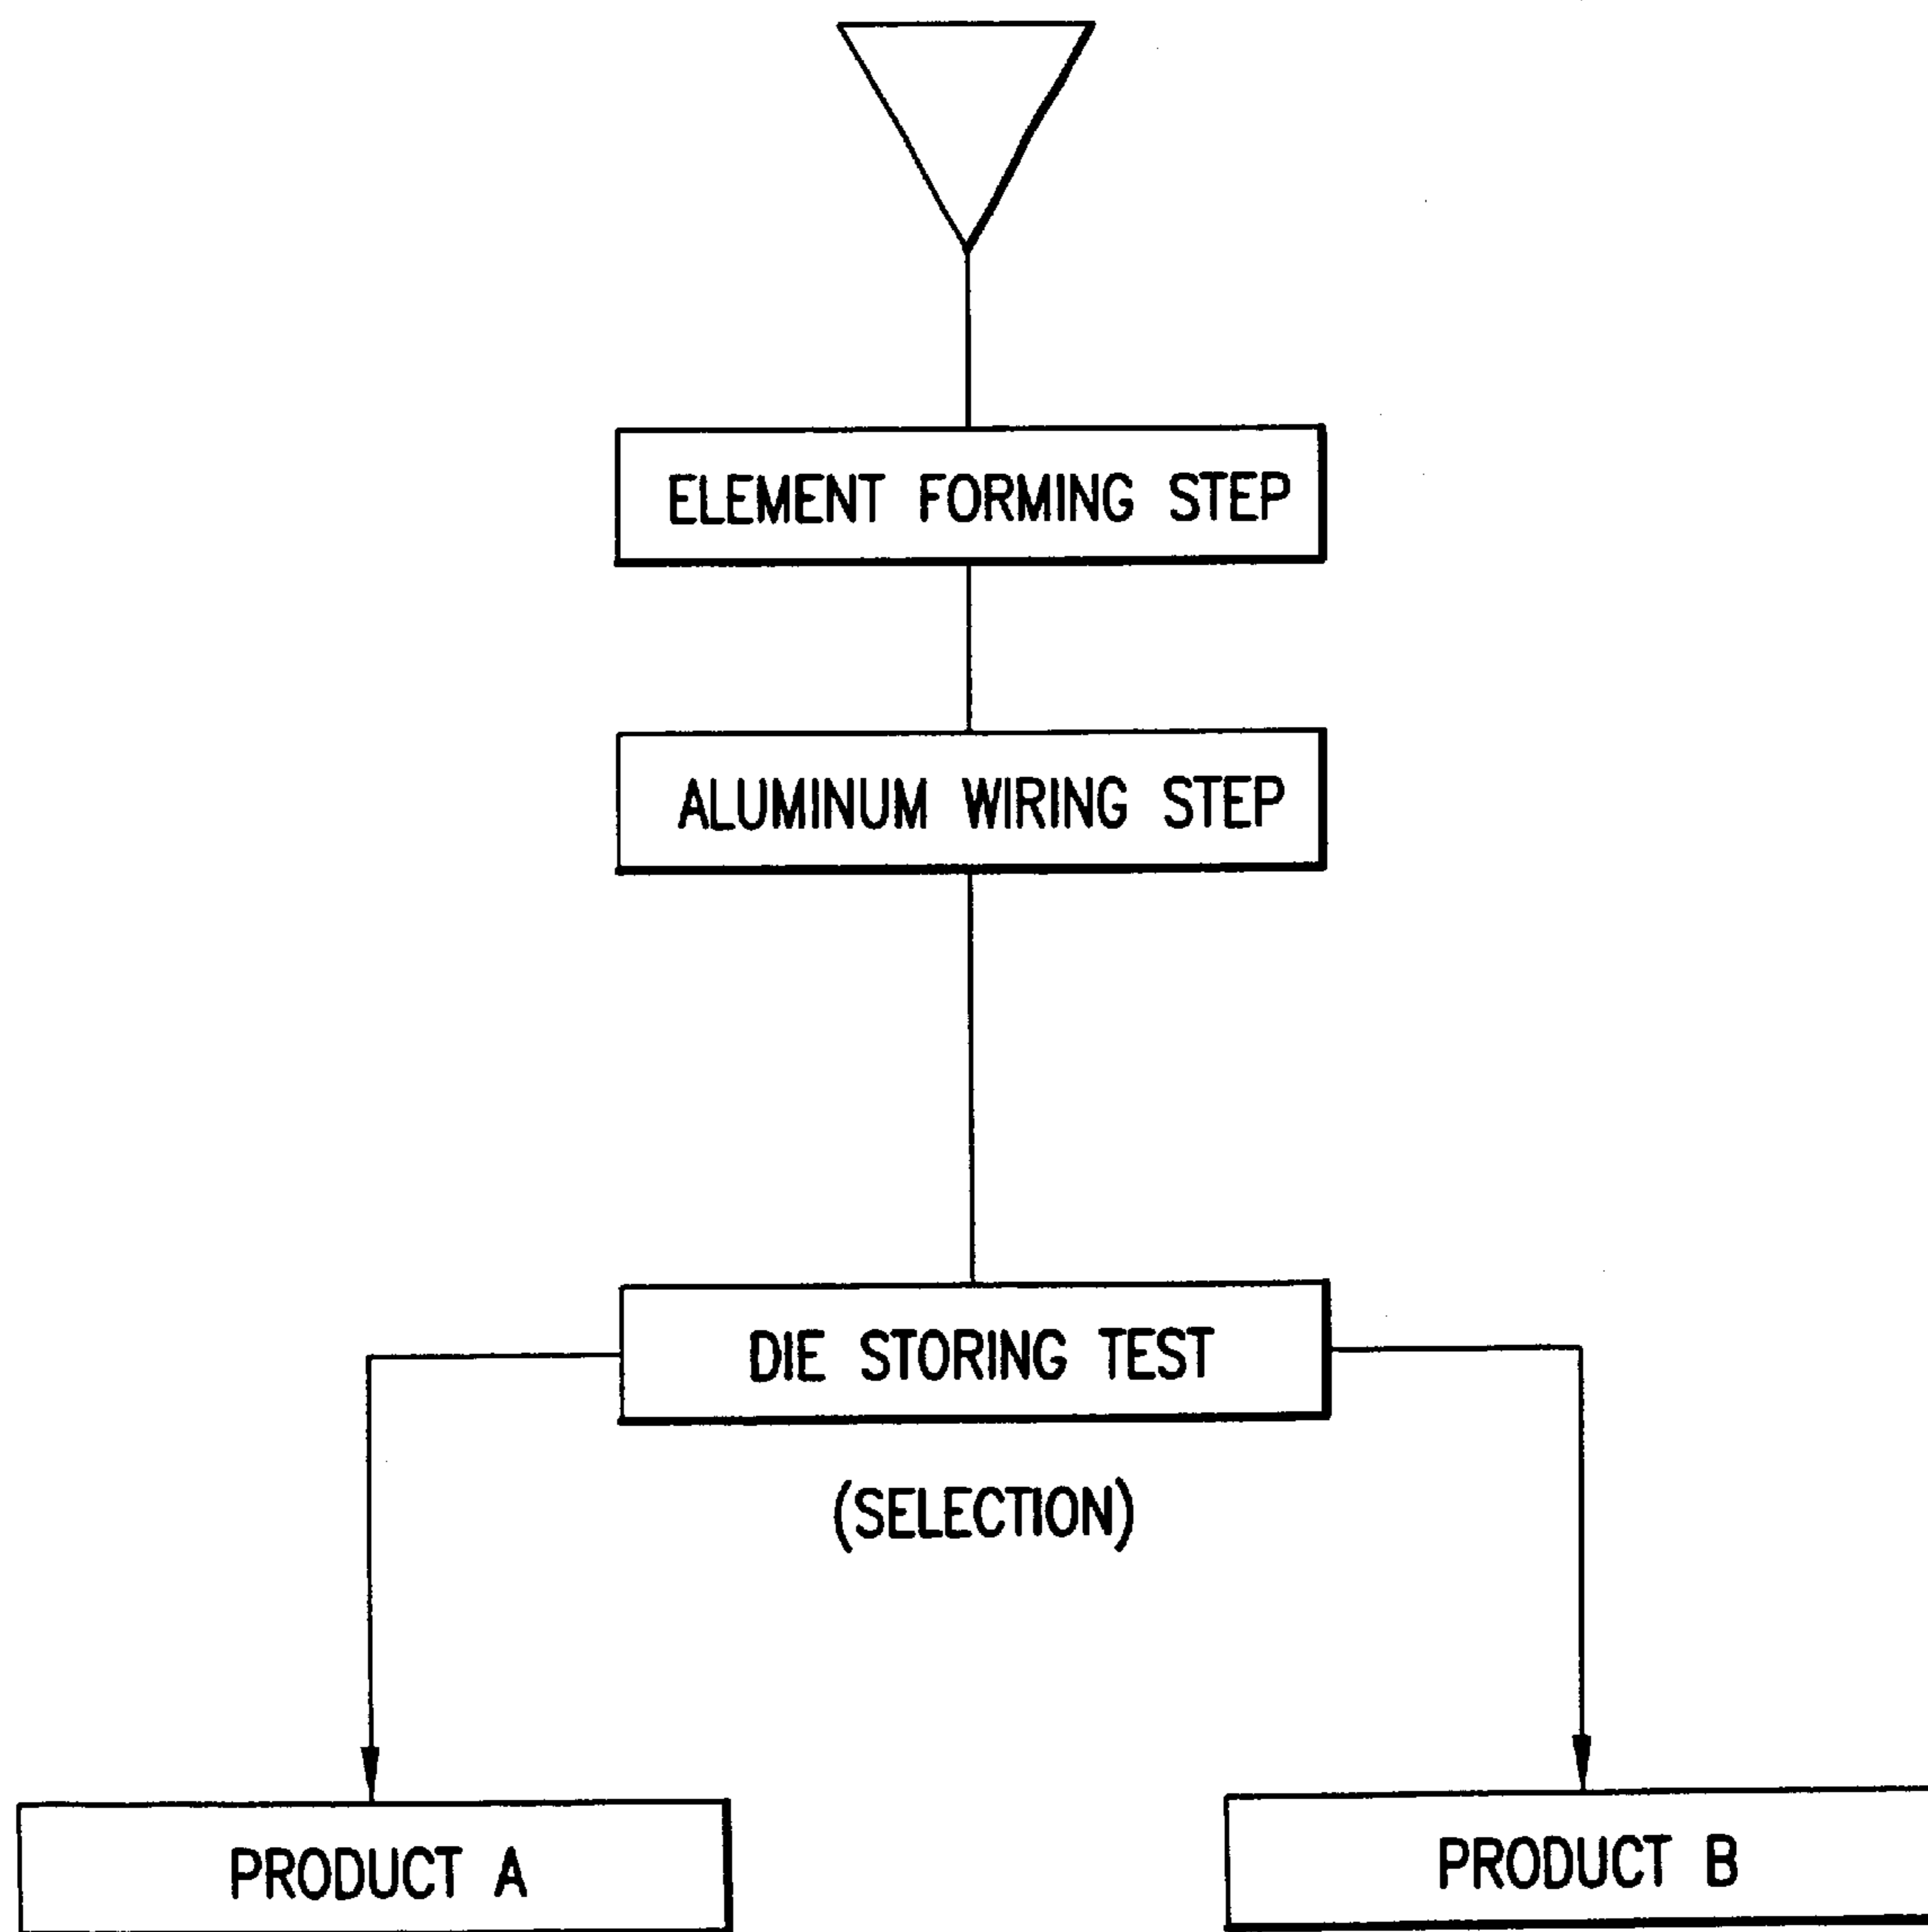 ELEMENT FORMING STEP
ALUMINUM WIRING STEP
DIE STORING TEST
(SELECTION)
PRODUCT A
PRODUCT B